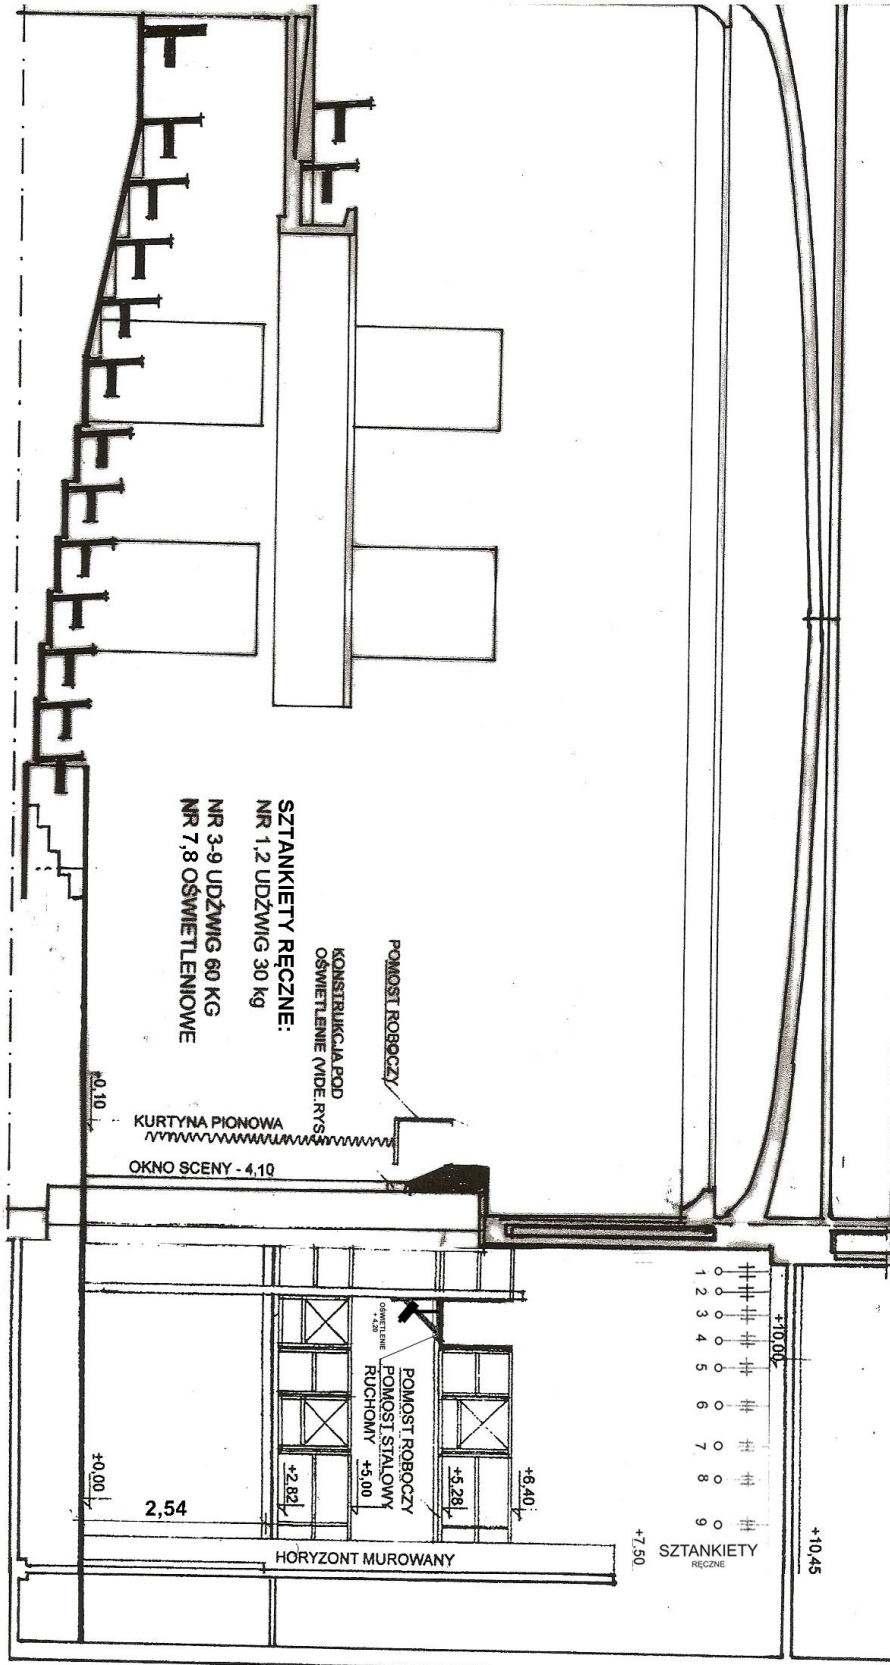 SZTANKIETY RĘCZNE:
NR 1,2 UDŹWIG 30 kg
NR 3-9 UDŹWIG 60 KG
NR 7,8 OŚWIETLENIOWE
POMOST ROBOCZY
KONSTRUKCJA POD
OŚWIETLENIE (VIDE.RYS
+0,10
KURTYNA PIONOWA
OKNO SCENY - 4,10
1
2
3
4
5
6
7
8
9
SZTANKIETY
RĘCZNE
+10,00
+10,45
OŚWIETLENIE
+ 4,20
POMOST ROBOCZY
POMOST STALOWY
RUCHOMY
+5,00
+2,82
+5,28
+6,40
+7,50
±0,00
2,54
HORYZONT MUROWANY